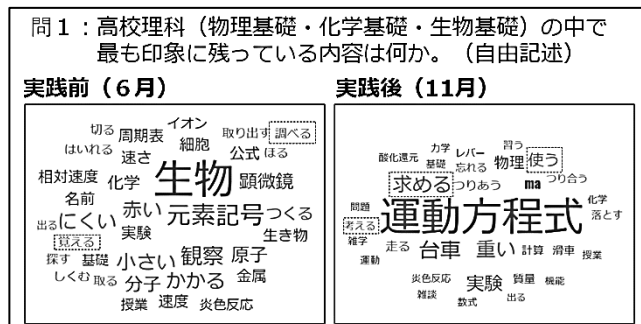 問１：高校理科（物理基礎・化学基礎・生物基礎）の中で
最も印象に残っている内容は何か。（自由記述）
実践前（６月）
切る 周期表 イオン 取り出す 調べる
はいれる 速さ 細胞 公式 ほる
相対速度 化学 生物 顕微鏡
名前 赤い 元素記号 つくる
出る にくい 実験 生き物
覚える 観察 原子
探す 基礎 小さい 金属
しくむ 取る 分子 かかる
授業 速度 炎色反応
実践後（11月）
酸化還元 力学 レバー 習う
基礎 忘れる 物理 使う
求める つりあう ma つり合う
問題 運動方程式 化学
考える 落とす
雑学 走る 台車 重い 計算 滑車 授業
運動
炎色反応 実験 質量 機能
雑談 数式 出る